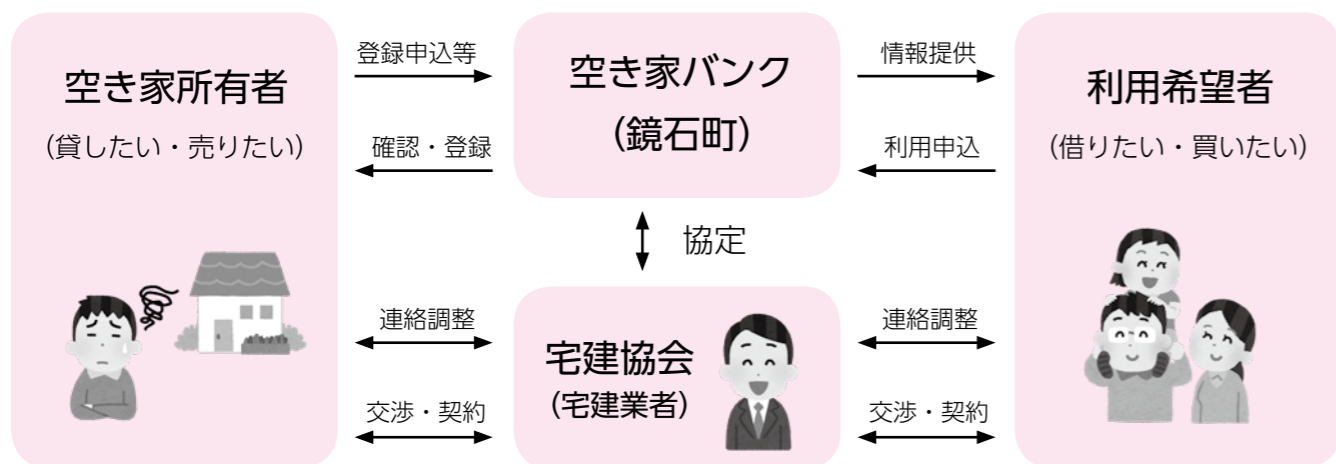 空き家所有者
(貸したい・売りたい)
登録申込等
確認・登録
空き家バンク
(鏡石町)
情報提供
利用申込
利用希望者
(借りたい・買いたい)
協定
連絡調整
交渉・契約
宅建協会
(宅建業者)
連絡調整
交渉・契約